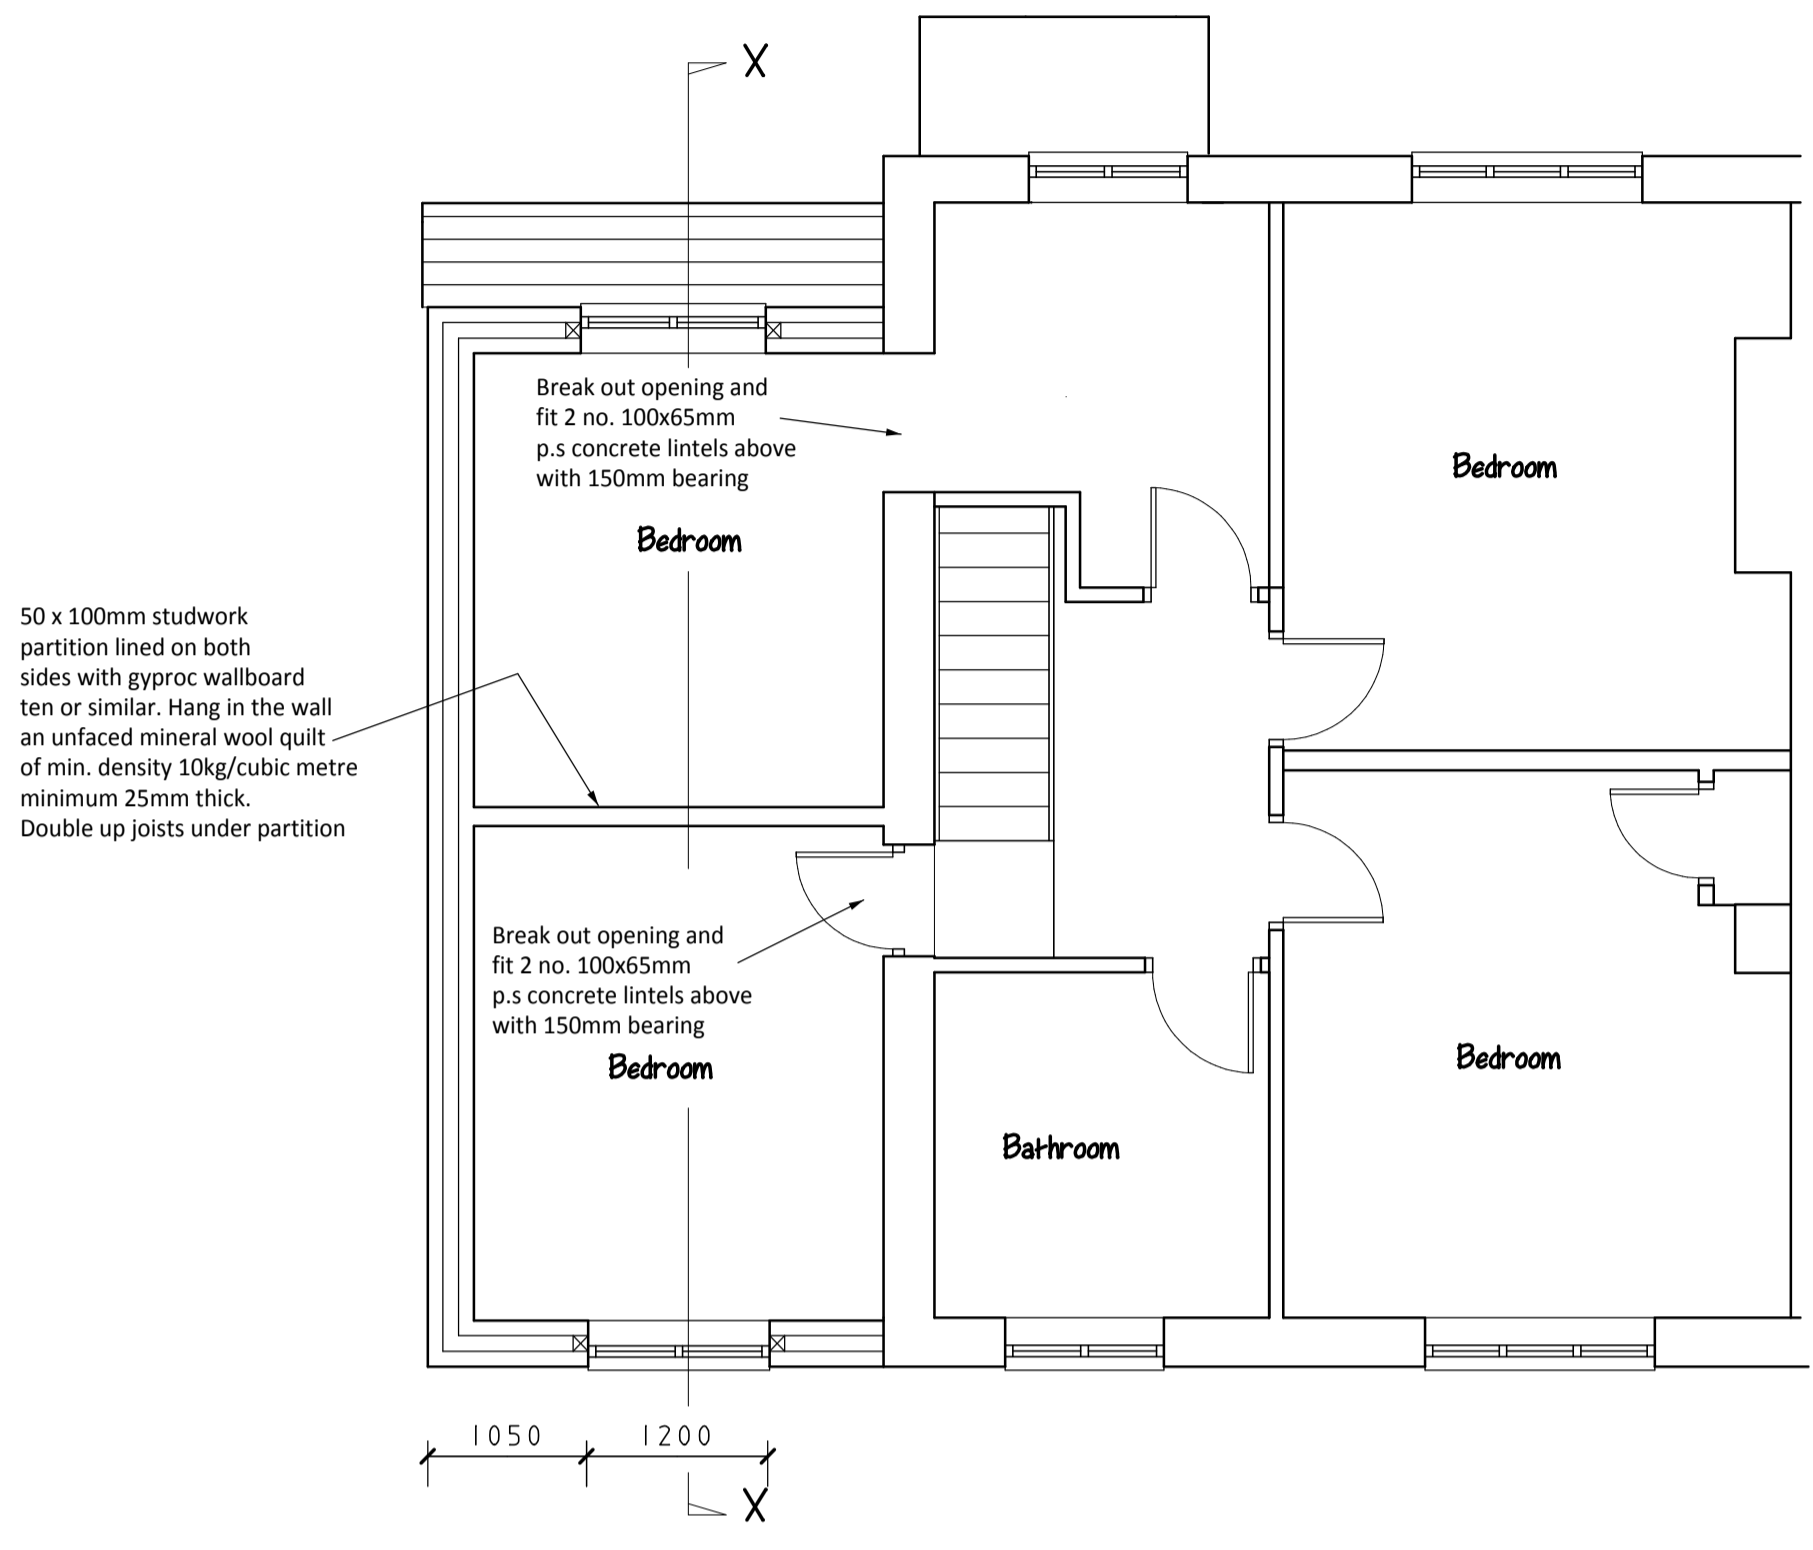 X
Break out opening and
fit 2 no. 100x65mm
p.s concrete lintels above
with 150mm bearing
Bedroom
Bedroom
50 x 100mm studwork
partition lined on both
sides with gyproc wallboard
ten or similar. Hang in the wall
an unfaced mineral wool quilt
of min. density 10kg/cubic metre
minimum 25mm thick.
Double up joists under partition
Break out opening and
fit 2 no. 100x65mm
p.s concrete lintels above
with 150mm bearing
Bedroom
Bedroom
Bathroom
1050 1200
X